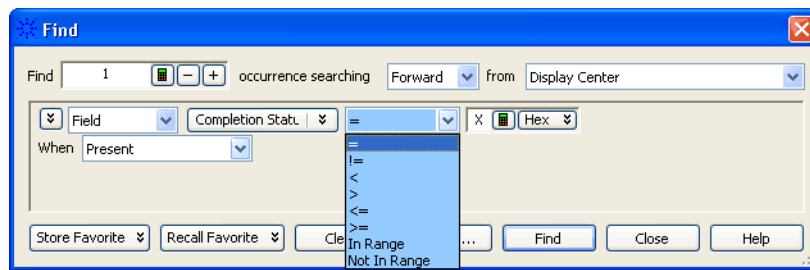 Find
Find 1 − + occurrence searching Forward from Display Center
Field Completion Statu = X Hex
When Present
=
!=
<
>
<=
>=
In Range
Not In Range
Store Favorite Recall Favorite Cle ... Find Close Help